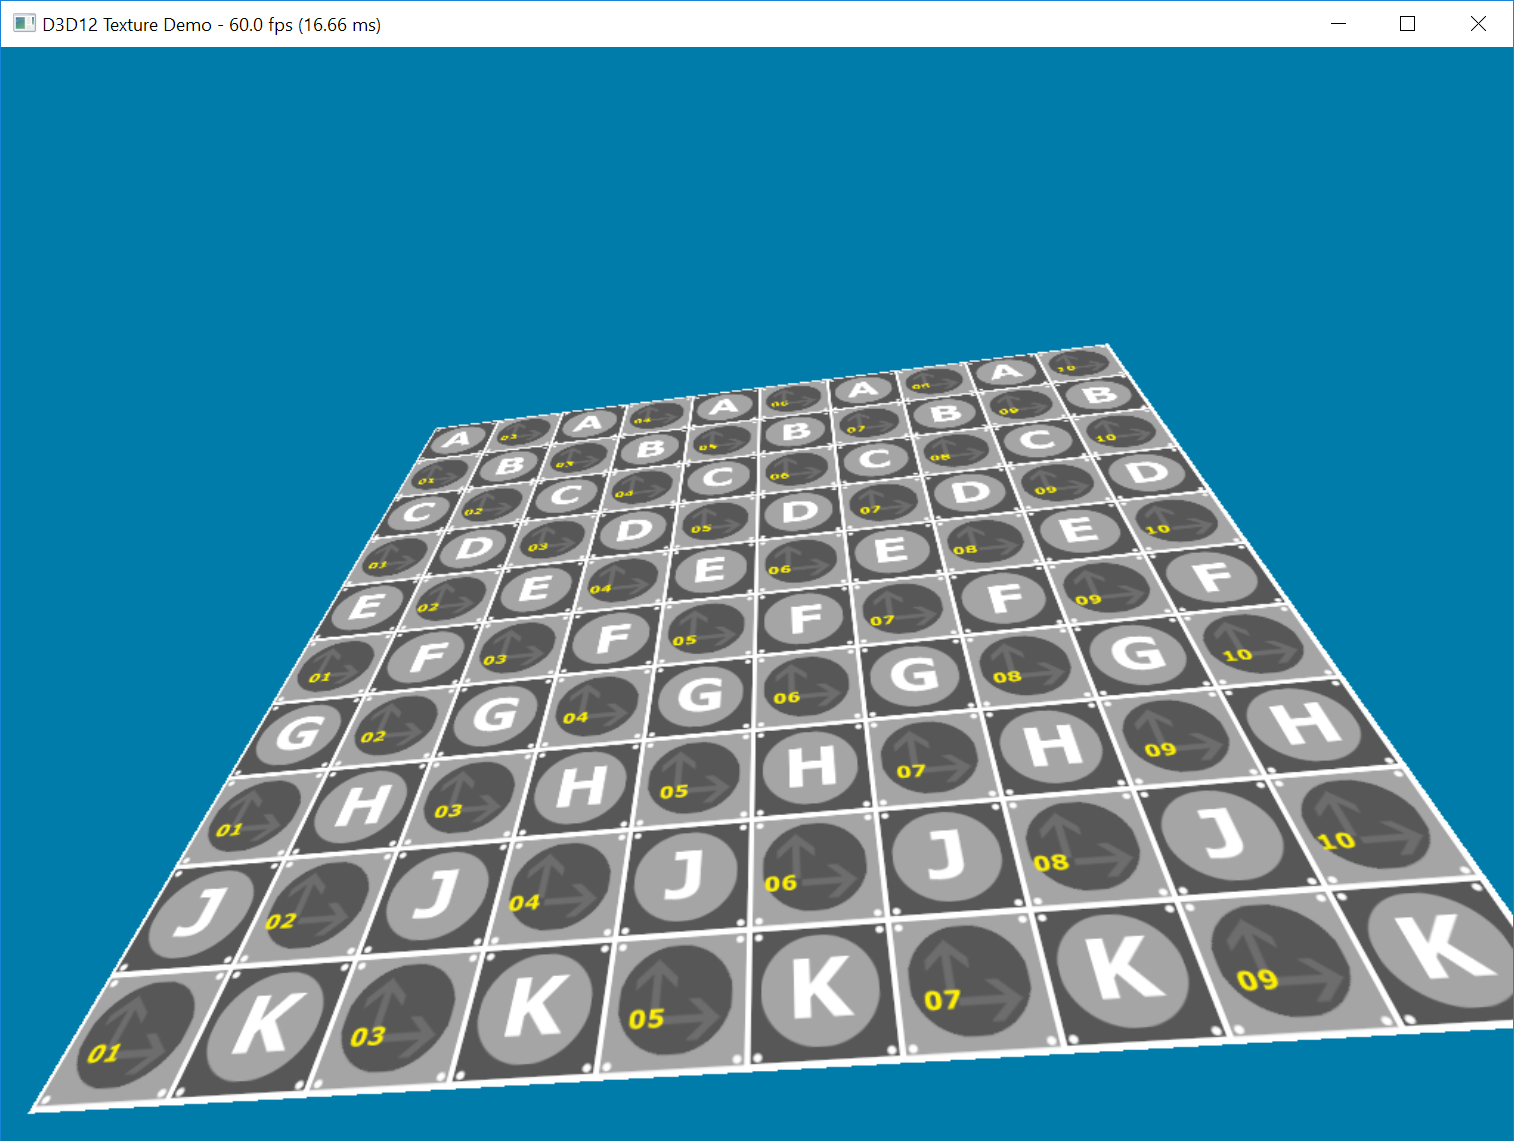 D3D12 Texture Demo - 60.0 fps (16.66 ms)
A 02 A 04 A 06 A 08 A 10
01 B 03 B 05 B 07 B 09 B
C 02 C 04 C 06 C 08 C 10
01 D 03 D 05 D 07 D 09 D
E 02 E 04 E 06 E 08 E 10
01 F 03 F 05 F 07 F 09 F
G 02 G 04 G 06 G 08 G 10
01 H 03 H 05 H 07 H 09 H
J 02 J 04 J 06 J 08 J 10
01 K 03 K 05 K 07 K 09 K